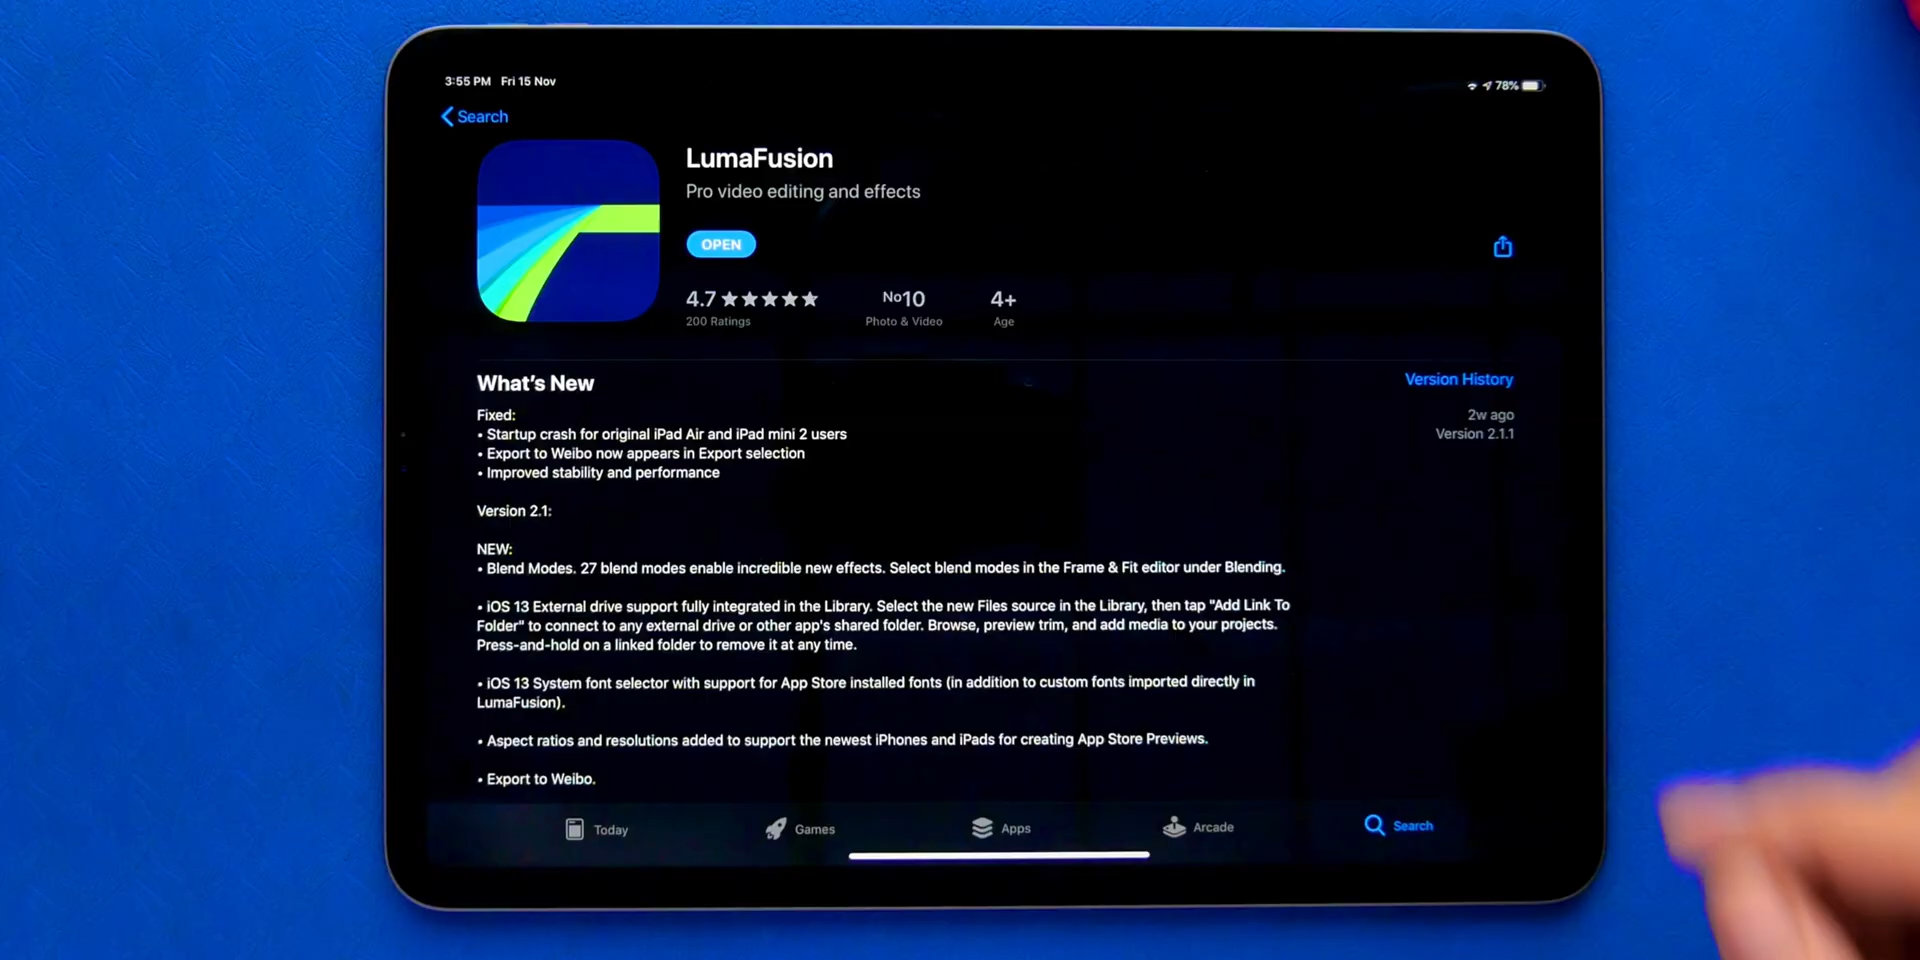 3:55 PM Fri 15 Nov
78%
Search
LumaFusion
Pro video editing and effects
OPEN
4.7 ★★★★★
No10
4+
200 Ratings
Photo & Video
Age
What's New
Version History
Fixed:
2w ago
• Startup crash for original iPad Air and iPad mini 2 users
Version 2.1.1
• Export to Weibo now appears in Export selection
• Improved stability and performance
Version 2.1:
NEW:
• Blend Modes. 27 blend modes enable incredible new effects. Select blend modes in the Frame & Fit editor under Blending.
• iOS 13 External drive support fully integrated in the Library. Select the new Files source in the Library, then tap "Add Link To
Folder" to connect to any external drive or other app's shared folder. Browse, preview trim, and add media to your projects.
Press-and-hold on a linked folder to remove it at any time.
• iOS 13 System font selector with support for App Store installed fonts (in addition to custom fonts imported directly in
LumaFusion).
• Aspect ratios and resolutions added to support the newest iPhones and iPads for creating App Store Previews.
• Export to Weibo.
Today
Games
Apps
Arcade
Search